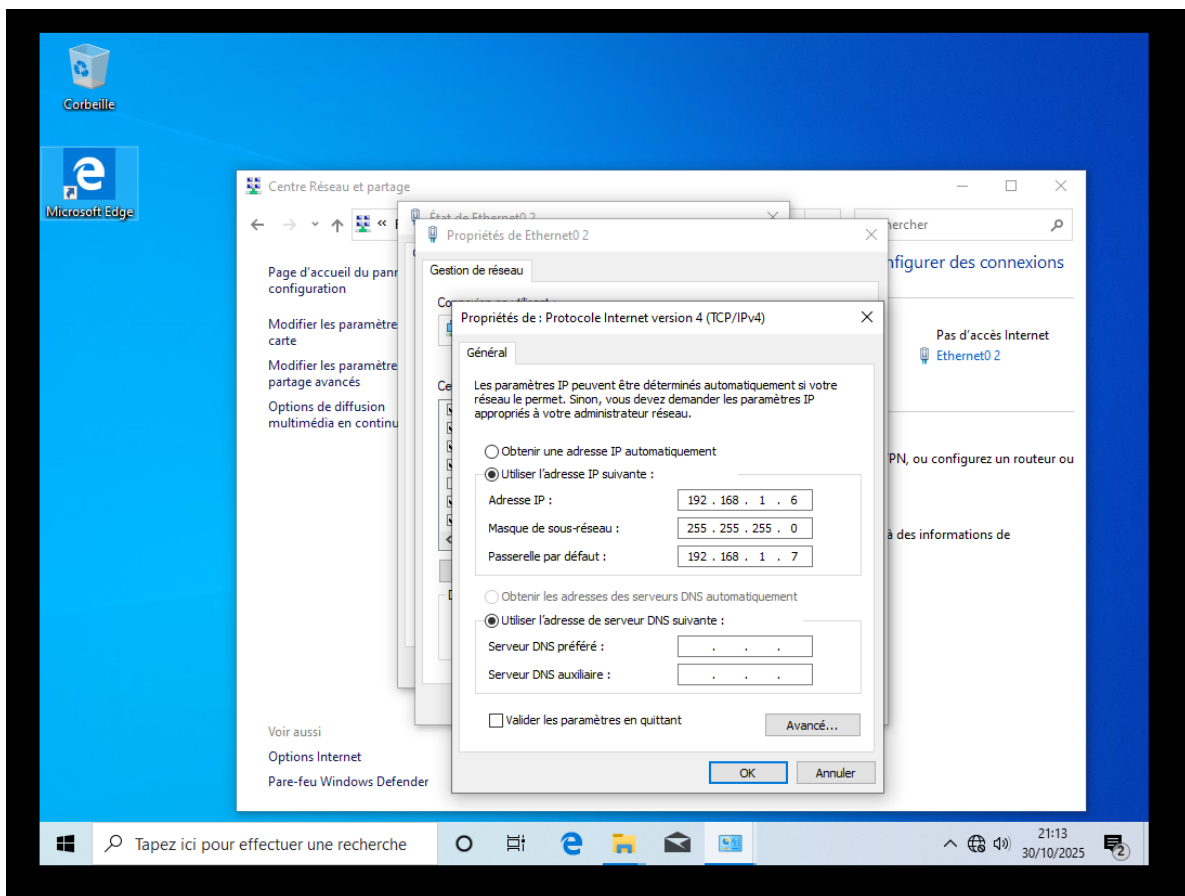 Corbeille
Microsoft Edge
Centre Réseau et partage
État de Ethernet0 2
Propriétés de Ethernet0 2
Gestion de réseau
Propriétés de : Protocole Internet version 4 (TCP/IPv4)
Général
Les paramètres IP peuvent être déterminés automatiquement si votre
réseau le permet. Sinon, vous devez demander les paramètres IP
appropriés à votre administrateur réseau.
Obtenir une adresse IP automatiquement
Utiliser l'adresse IP suivante :
Adresse IP : 192 . 168 . 1 . 6
Masque de sous-réseau : 255 . 255 . 255 . 0
Passerelle par défaut : 192 . 168 . 1 . 7
Obtenir les adresses des serveurs DNS automatiquement
Utiliser l'adresse de serveur DNS suivante :
Serveur DNS préféré : . . .
Serveur DNS auxiliaire : . . .
Valider les paramètres en quittant
Avancé...
OK Annuler
Page d'accueil du pann
configuration
Modifier les paramètre
carte
Modifier les paramètre
partage avancés
Options de diffusion
multimédia en continu
Voir aussi
Options Internet
Pare-feu Windows Defender
hercher
nfigurer des connexions
Pas d'accès Internet
Ethernet0 2
PN, ou configurez un routeur ou
à des informations de
Tapez ici pour effectuer une recherche
21:13
30/10/2025
2